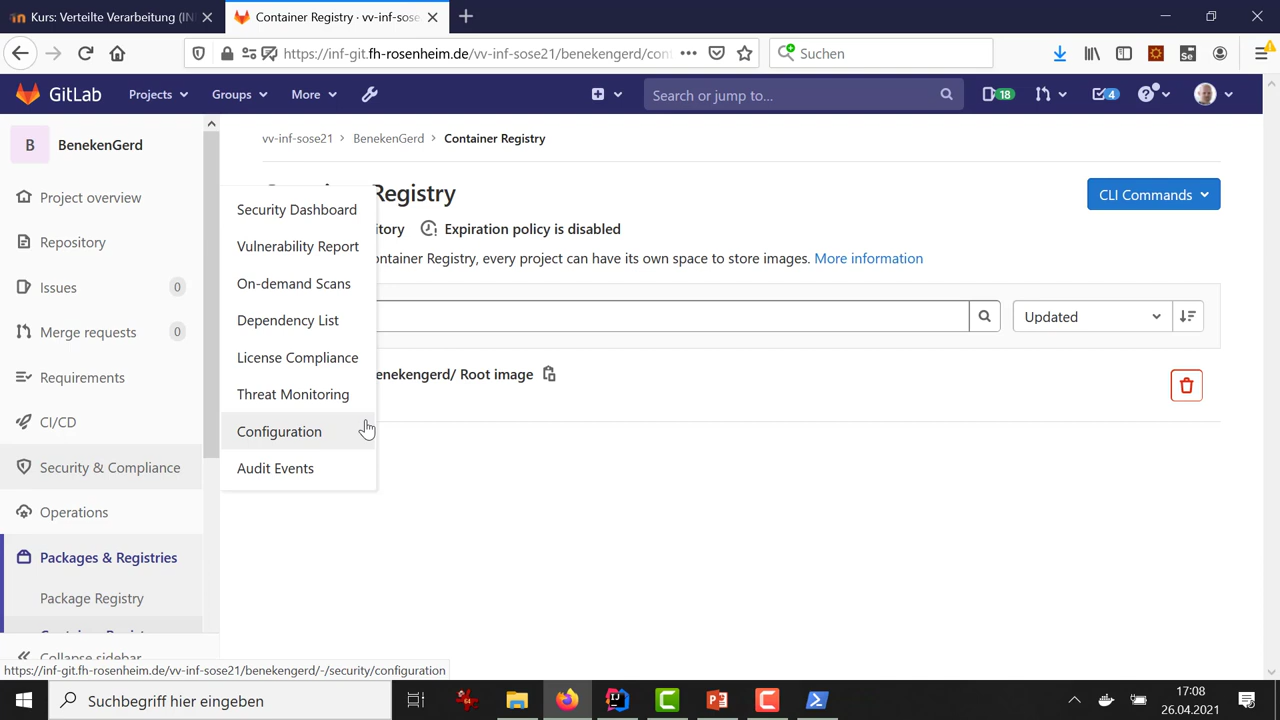 Kurs: Verteilte Verarbeitung (IN
Container Registry · vv-inf-sose
https://inf-git.fh-rosenheim.de/vv-inf-sose21/benekengerd/cont
Suchen
GitLab
Projects
Groups
More
Search or jump to...
18
4
B
BenekenGerd
vv-inf-sose21 > BenekenGerd > Container Registry
Registry
CLI Commands
Expiration policy is disabled
ontainer Registry, every project can have its own space to store images. More information
Updated
enekengerd/ Root image
Project overview
Repository
Issues
0
Merge requests
0
Requirements
CI/CD
Security & Compliance
Operations
Packages & Registries
Package Registry
Collapse sidebar
Security Dashboard
Vulnerability Report
On-demand Scans
Dependency List
License Compliance
Threat Monitoring
Configuration
Audit Events
https://inf-git.fh-rosenheim.de/vv-inf-sose21/benekengerd/-/security/configuration
Suchbegriff hier eingeben
17:08
26.04.2021